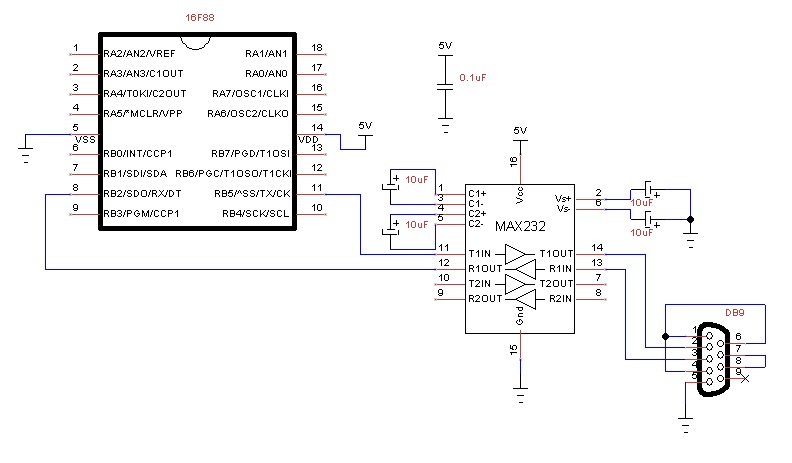 16F88
1 RA2/AN2/VREF RA1/AN1 18
2 RA3/AN3/C1OUT RA0/AN0 17
3 RA4/T0KI/C2OUT RA7/OSC1/CLKI 16
4 RA5/*MCLR/VPP RA6/OSC2/CLKO 15
5 VSS VDD 14
6 RB0/INT/CCP1 RB7/PGD/T1OSI 13
7 RB1/SDI/SDA RB6/PGC/T1OSO/T1CKI 12
8 RB2/SDO/RX/DT RB5/^SS/TX/CK 11
9 RB3/PGM/CCP1 RB4/SCK/SCL 10
5V
5V
0.1uF
5V
16
Vcc
+ 10uF
+ 10uF
1 C1+
3 C1-
4 C2+
5 C2-
MAX232
Vs+ 2
Vs- 6
+
10uF
+
10uF
11 T1IN T1OUT 14
12 R1OUT R1IN 13
10 T2IN T2OUT 7
9 R2OUT R2IN 8
Gnd
15
DB9
1
2
3
4
5
6
7
8
9